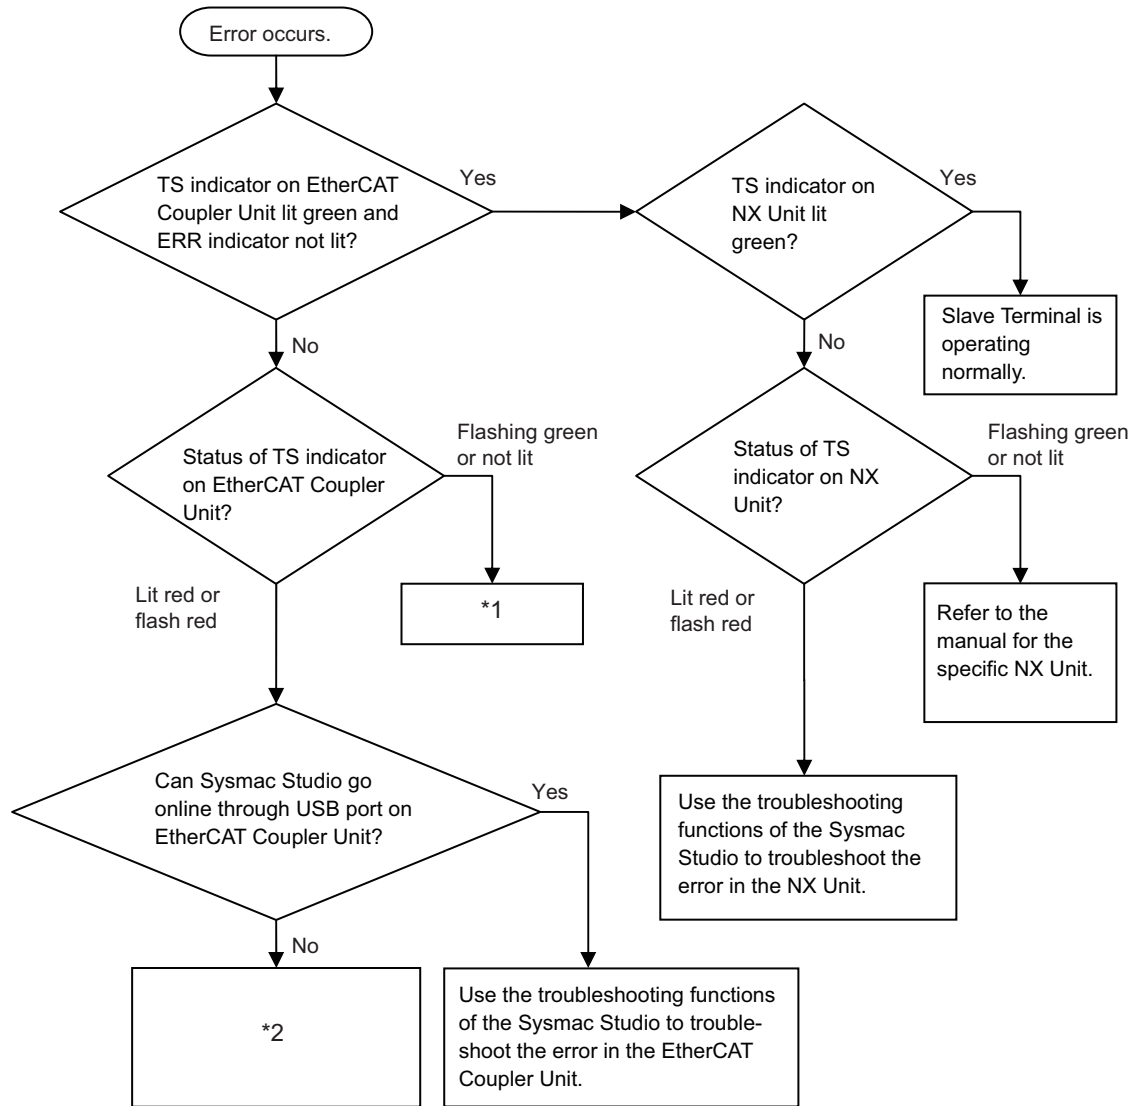 Error occurs.
TS indicator on EtherCAT
Coupler Unit lit green and
ERR indicator not lit?
Yes
TS indicator on
NX Unit lit
green?
Yes
Slave Terminal is
operating
normally.
No
No
Status of TS indicator
on EtherCAT Coupler
Unit?
Flashing green
or not lit
Status of TS
indicator on NX
Unit?
Flashing green
or not lit
Lit red or
flash red
*1
Lit red or
flash red
Refer to the
manual for the
specific NX Unit.
Can Sysmac Studio go
online through USB port on
EtherCAT Coupler Unit?
Yes
Use the troubleshooting
functions of the Sysmac
Studio to troubleshoot the
error in the NX Unit.
No
*2
Use the troubleshooting functions
of the Sysmac Studio to trouble-
shoot the error in the EtherCAT
Coupler Unit.